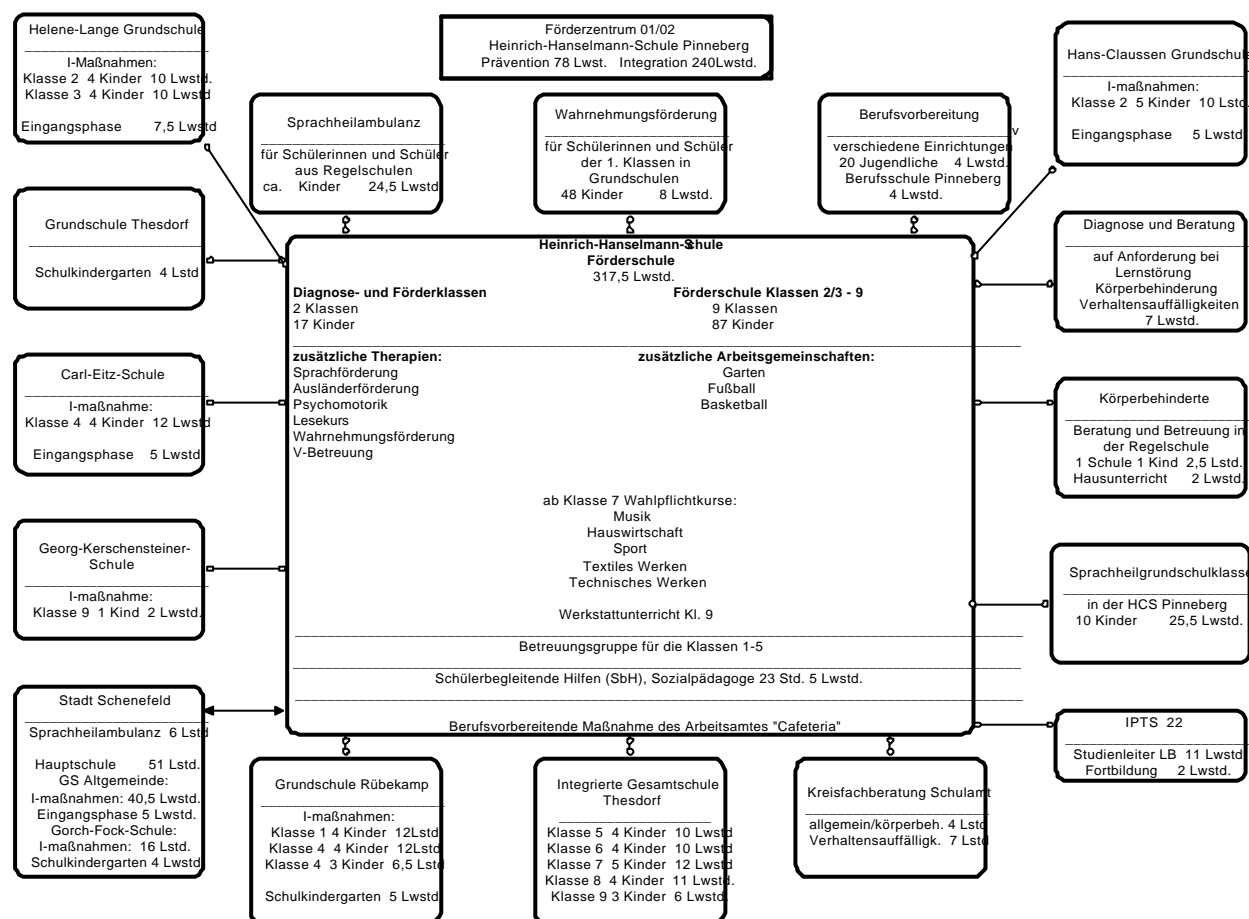 Förderzentrum 01/02
Heinrich-Hanselmann-Schule Pinneberg
Prävention 78 Lwst. Integration 240Lwstd.
Helene-Lange Grundschule
I-Maßnahmen:
Klasse 2 4 Kinder 10 Lwstd.
Klasse 3 4 Kinder 10 Lwstd
Eingangsphase 7,5 Lwstd
Sprachheilambulanz
für Schülerinnen und Schüler
aus Regelschulen
ca. Kinder 24,5 Lwstd.
Wahrnehmungsförderung
für Schülerinnen und Schüler
der 1. Klassen in
Grundschulen
48 Kinder 8 Lwstd.
Berufsvorbereitung
v
verschiedene Einrichtungen
20 Jugendliche 4 Lwstd.
Berufsschule Pinneberg
4 Lwstd.
Hans-Claussen Grundschule
I-maßnahmen:
Klasse 2 5 Kinder 10 Lstd.
Eingangsphase 5 Lwstd.
Grundschule Thesdorf
Schulkindergarten 4 Lstd
Carl-Eitz-Schule
I-maßnahme:
Klasse 4 4 Kinder 12 Lwstd
Eingangsphase 5 Lwstd
Georg-Kerschensteiner-
Schule
I-maßnahme:
Klasse 9 1 Kind 2 Lwstd.
Stadt Schenefeld
Sprachheilambulanz 6 Lstd
Hauptschule 51 Lstd.
GS Altgemeinde:
I-maßnahmen: 40,5 Lwstd.
Eingangsphase 5 Lwstd.
Gorch-Fock-Schule:
I-maßnahmen: 16 Lstd.
Schulkindergarten 4 Lwstd
Heinrich-Hanselmann-Schule
Förderschule
317,5 Lwstd.
Diagnose- und Förderklassen
2 Klassen
17 Kinder
Förderschule Klassen 2/3 - 9
9 Klassen
87 Kinder
zusätzliche Therapien:
Sprachförderung
Ausländerförderung
Psychomotorik
Lesekurs
Wahrnehmungsförderung
V-Betreuung
zusätzliche Arbeitsgemeinschaften:
Garten
Fußball
Basketball
ab Klasse 7 Wahlpflichtkurse:
Musik
Hauswirtschaft
Sport
Textiles Werken
Technisches Werken
Werkstattunterricht Kl. 9
Betreuungsgruppe für die Klassen 1-5
Schülerbegleitende Hilfen (SbH), Sozialpädagoge 23 Std. 5 Lwstd.
Berufsvorbereitende Maßnahme des Arbeitsamtes "Cafeteria"
Diagnose und Beratung
auf Anforderung bei
Lernstörung
Körperbehinderung
Verhaltensauffälligkeiten
7 Lwstd.
Körperbehinderte
Beratung und Betreuung in
der Regelschule
1 Schule 1 Kind 2,5 Lstd.
Hausunterricht 2 Lwstd.
Sprachheilgrundschulklasse
in der HCS Pinneberg
10 Kinder 25,5 Lwstd.
IPTS 22
Studienleiter LB 11 Lwstd
Fortbildung 2 Lwstd.
Grundschule Rübekamp
I-maßnahmen:
Klasse 1 4 Kinder 12Lstd
Klasse 4 4 Kinder 12Lstd
Klasse 4 3 Kinder 6,5 Lstd
Schulkindergarten 5 Lwstd
Integrierte Gesamtschule
Thesdorf
Klasse 5 4 Kinder 10 Lwstd
Klasse 6 4 Kinder 10 Lwstd
Klasse 7 5 Kinder 12 Lwstd
Klasse 8 4 Kinder 11 Lwstd.
Klasse 9 3 Kinder 6 Lwstd.
Kreisfachberatung Schulamt
allgemein/körperbeh. 4 Lstd
Verhaltensauffälligk. 7 Lstd